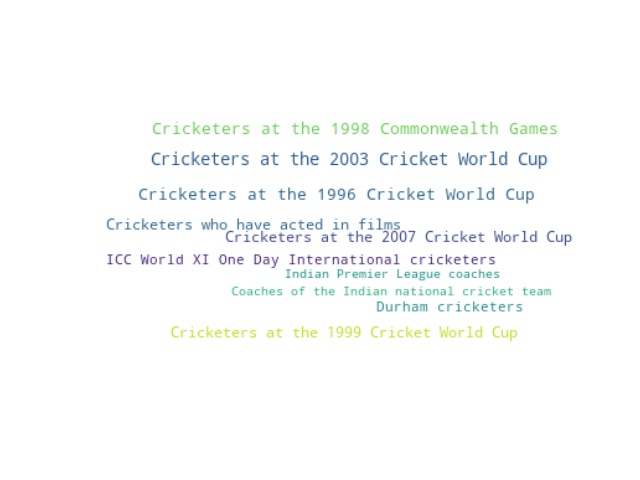 Cricketers at the 1998 Commonwealth Games
Cricketers at the 2003 Cricket World Cup
Cricketers at the 1996 Cricket World Cup
Cricketers who have acted in films
Cricketers at the 2007 Cricket World Cup
ICC World XI One Day International cricketers
Indian Premier League coaches
Coaches of the Indian national cricket team
Durham cricketers
Cricketers at the 1999 Cricket World Cup